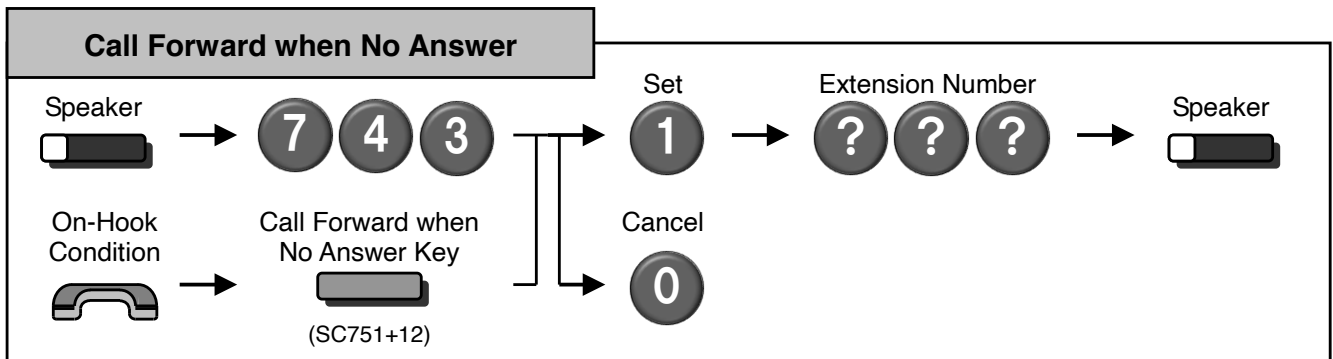 Call Forward when No Answer
Speaker
7 4 3
Set
1
Extension Number
? ? ?
Speaker
On-Hook
Condition
Call Forward when
No Answer Key
(SC751+12)
Cancel
0